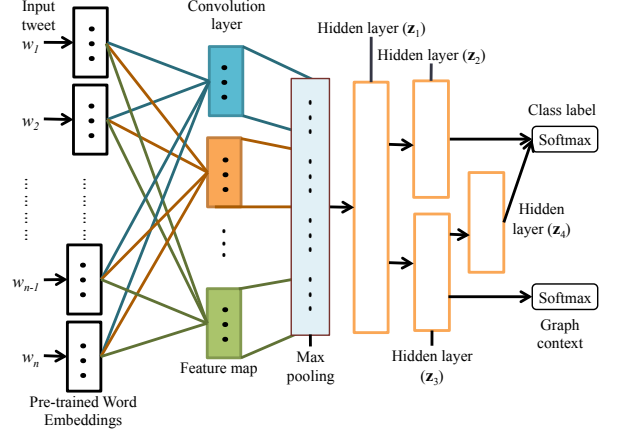 Input
tweet
w1
w2
wn-1
wn
Pre-trained Word
Embeddings
Convolution
layer
Feature map
Max
pooling
Hidden layer (z1)
Hidden layer (z2)
Class label
Softmax
Hidden
layer (z4)
Softmax
Graph
context
Hidden layer
(z3)